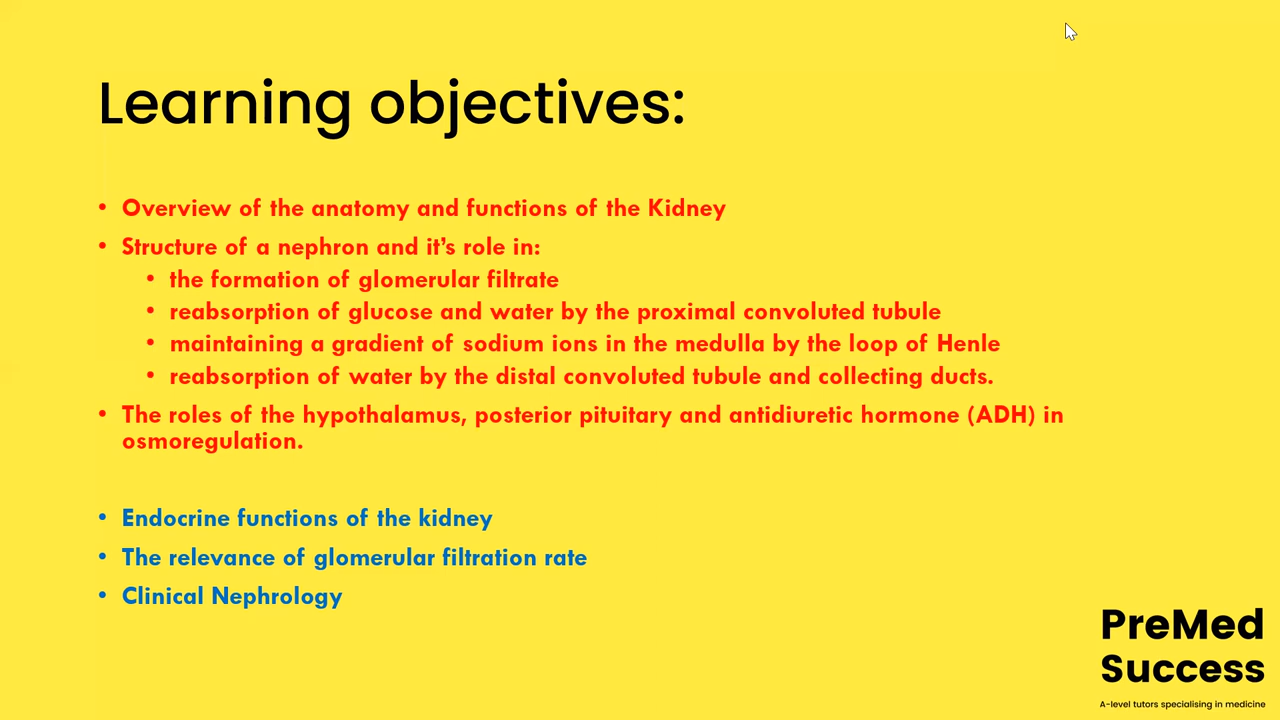 Learning objectives:
• Overview of the anatomy and functions of the Kidney
• Structure of a nephron and it’s role in:
• the formation of glomerular filtrate
• reabsorption of glucose and water by the proximal convoluted tubule
• maintaining a gradient of sodium ions in the medulla by the loop of Henle
• reabsorption of water by the distal convoluted tubule and collecting ducts.
• The roles of the hypothalamus, posterior pituitary and antidiuretic hormone (ADH) in
osmoregulation.
• Endocrine functions of the kidney
• The relevance of glomerular filtration rate
• Clinical Nephrology
PreMed
Success
A-level tutors specialising in medicine